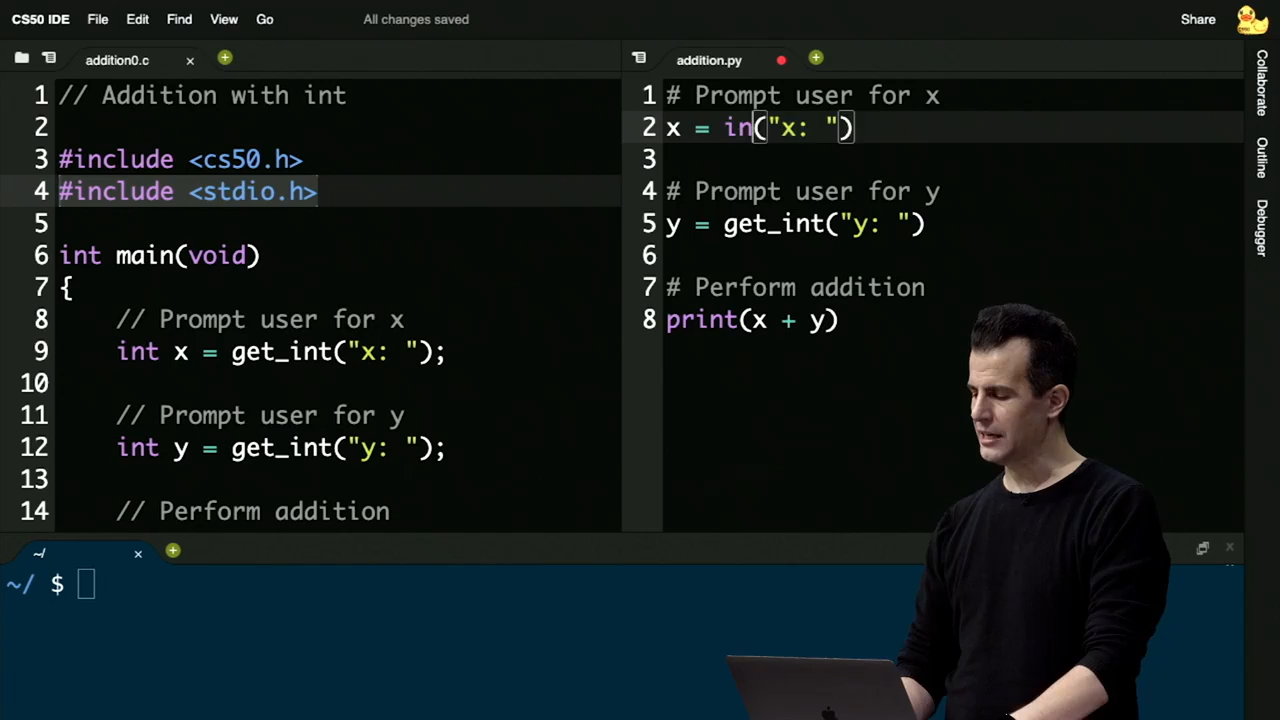 CS50 IDE File Edit Find View Go All changes saved Share
addition0.c x
addition.py
1 // Addition with int
2
3 #include <cs50.h>
4 #include <stdio.h>
5
6 int main(void)
7 {
8 // Prompt user for x
9 int x = get_int("x: ");
10
11 // Prompt user for y
12 int y = get_int("y: ");
13
14 // Perform addition
1 # Prompt user for x
2 x = in("x: ")
3
4 # Prompt user for y
5 y = get_int("y: ")
6
7 # Perform addition
8 print(x + y)
Collaborate
Outline
Debugger
~/ x
~/ $